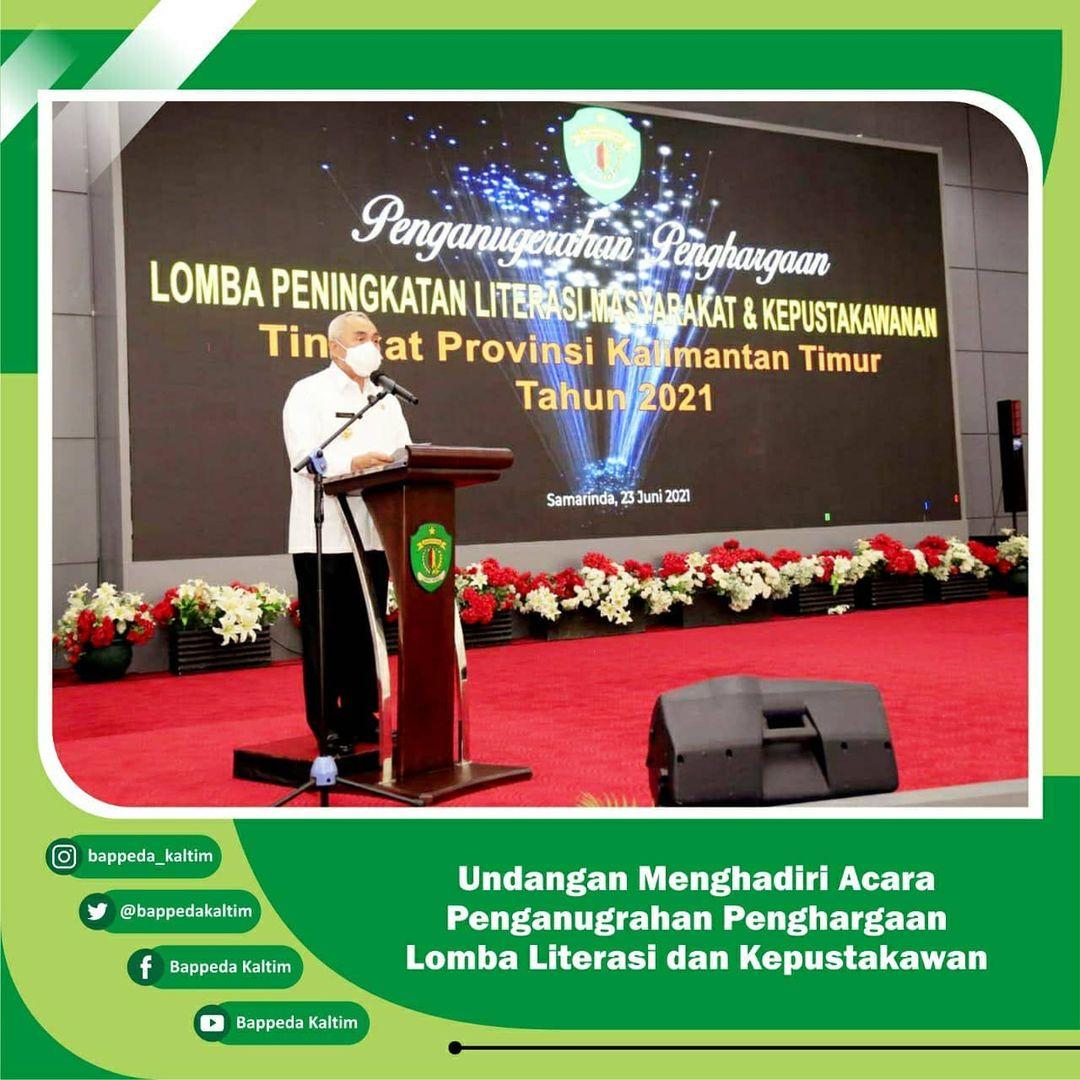 Penganugerahan Penghargaan
LOMBA PENINGKATAN LITERASI MASYARAKAT & KEPUSTAKAWANAN
Tingkat Provinsi Kalimantan Timur
Tahun 2021
Samarinda, 23 Juni 2021
bappeda_kaltim
@bappedakaltim
Bappeda Kaltim
Bappeda Kaltim
Undangan Menghadiri Acara
Penganugrahan Penghargaan
Lomba Literasi dan Kepustakawan